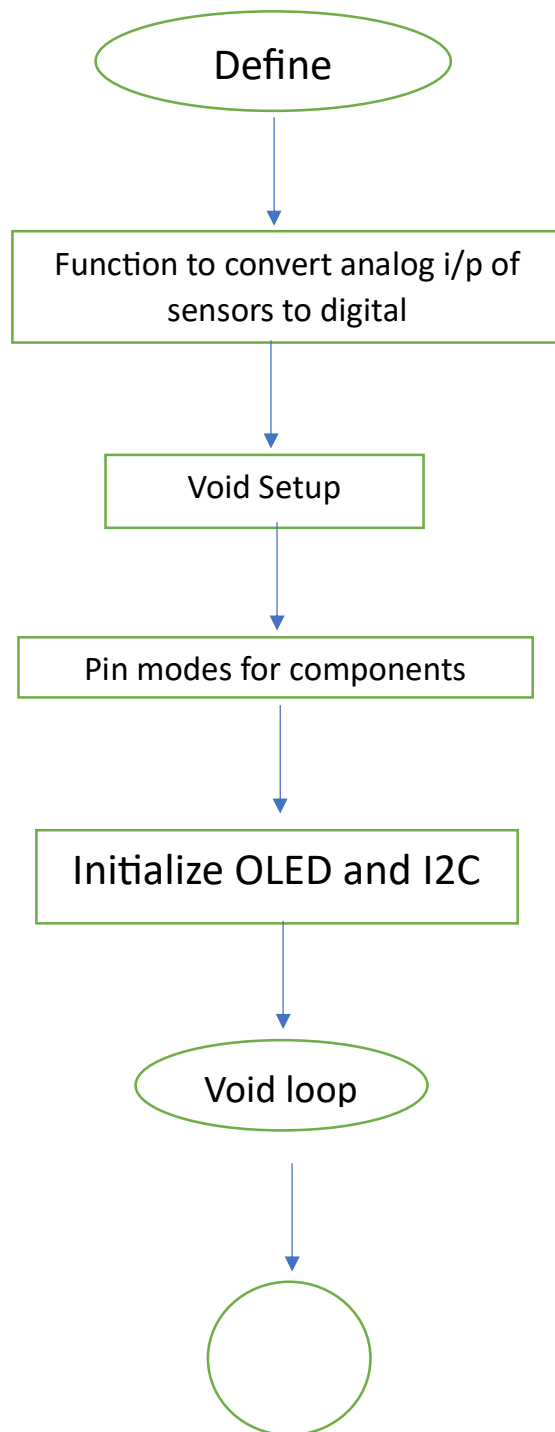 Define
Function to convert analog i/p of
sensors to digital
Void Setup
Pin modes for components
Initialize OLED and I2C
Void loop